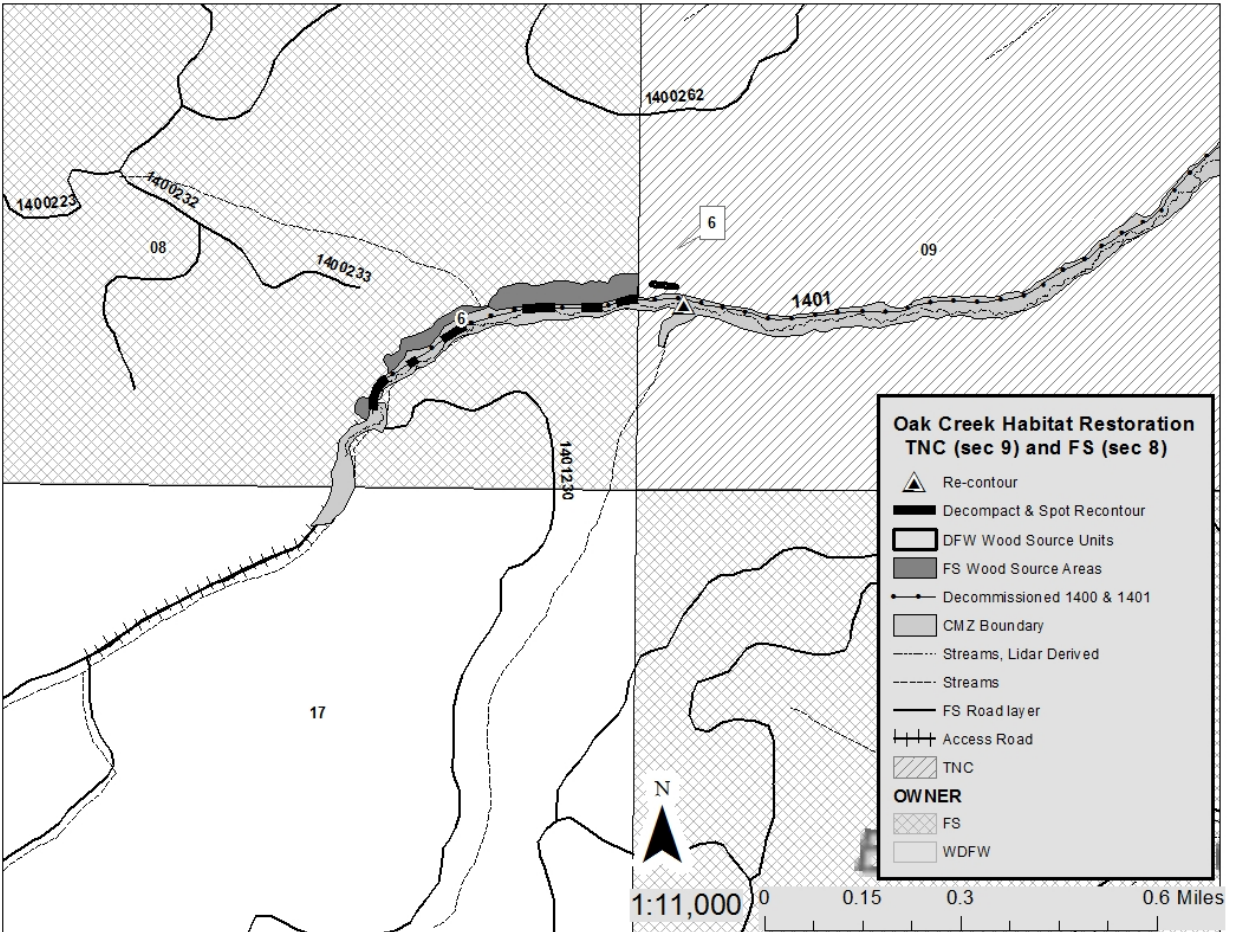 1400262
1400223
1400232
08
1400233
6
09
6
1401
1401230
17
Oak Creek Habitat Restoration
TNC (sec 9) and FS (sec 8)
Re-contour
Decompact & Spot Recontour
DFW Wood Source Units
FS Wood Source Areas
Decommissioned 1400 & 1401
CMZ Boundary
Streams, Lidar Derived
Streams
FS Road layer
Access Road
TNC
OWNER
FS
WDFW
N
1:11,000
0 0.15 0.3 0.6 Miles